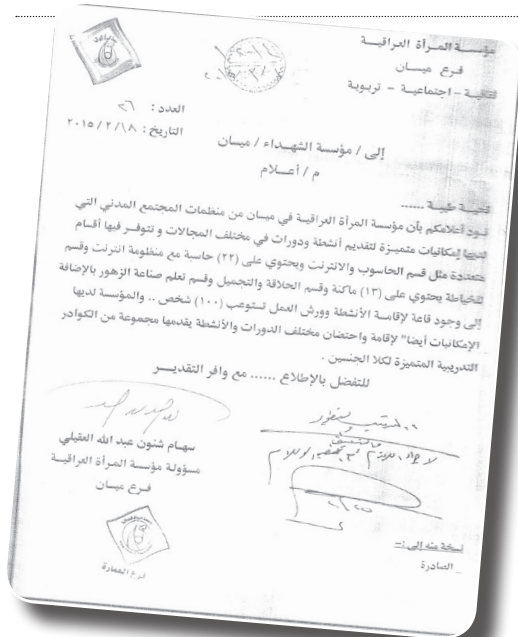 مؤسسة المرأة العراقية
فرع ميسان
ثقافية - اجتماعية - تربوية
العدد : ٢٦
التاريخ : ٢٠١٥/٢/١٨
إلى / مؤسسة الشهداء / ميسان
م / أعلام
تحية طيبة ......
نود أعلامكم بأن مؤسسة المرأة العراقية في ميسان من منظمات المجتمع المدني التي
لديها إمكانيات متميزة لتقديم أنشطة ودورات في مختلف المجالات و تتوفر فيها أقسام
متعددة مثل قسم الحاسوب والانترنت ويحتوي على (٢٢) حاسبة مع منظومة انترنت وقسم
للخياطة يحتوي على (١٣) ماكنة وقسم الحلاقة والتجميل وقسم تعلم صناعة الزهور بالإضافة
إلى وجود قاعة لإقامة الأنشطة وورش العمل تستوعب (١٠٠) شخص .. والمؤسسة لديها
الإمكانيات أيضا" لإقامة واحتضان مختلف الدورات والأنشطة يقدمها مجموعة من الكوادر
التدريبية المتميزة لكلا الجنسين .
للتفضل بالإطلاع ...... مع وافر التقدير
سهام شنون عبد الله العقيلي
مسؤولة مؤسسة المرأة العراقية
فرع ميسان
نسخة منه إلى :-
_ الصادرة
فرع العمارة